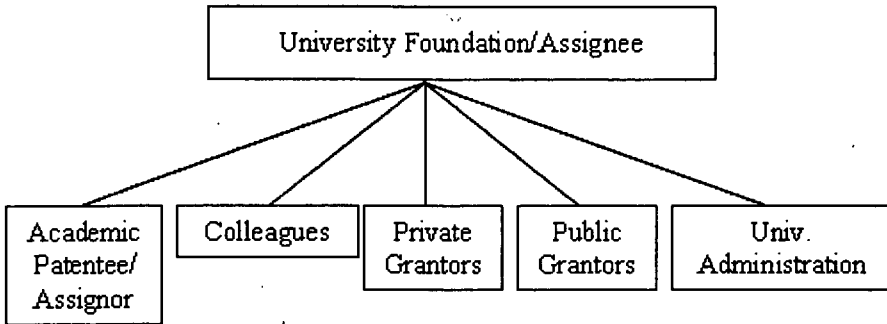 University Foundation/Assignee
Academic
Patentee/
Assignor
Colleagues
Private
Grantors
Public
Grantors
Univ.
Administration